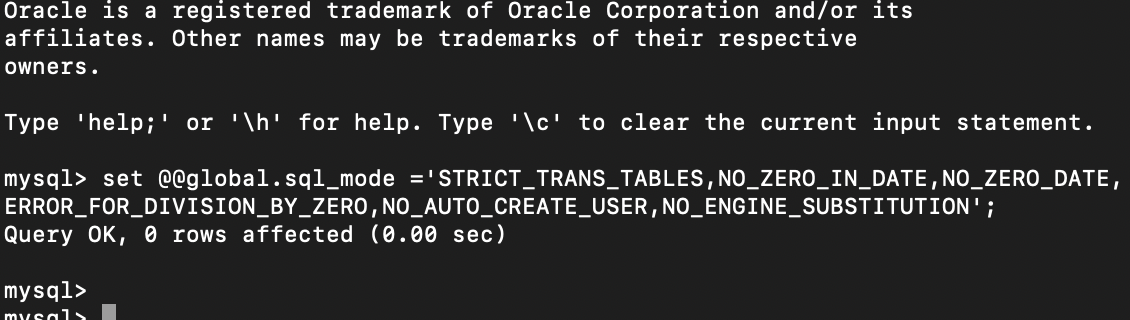 Oracle is a registered trademark of Oracle Corporation and/or its
affiliates. Other names may be trademarks of their respective
owners.
Type 'help;' or '\h' for help. Type '\c' to clear the current input statement.
mysql> set @@global.sql_mode ='STRICT_TRANS_TABLES,NO_ZERO_IN_DATE,NO_ZERO_DATE,
ERROR_FOR_DIVISION_BY_ZERO,NO_AUTO_CREATE_USER,NO_ENGINE_SUBSTITUTION';
Query OK, 0 rows affected (0.00 sec)
mysql>
mysql>